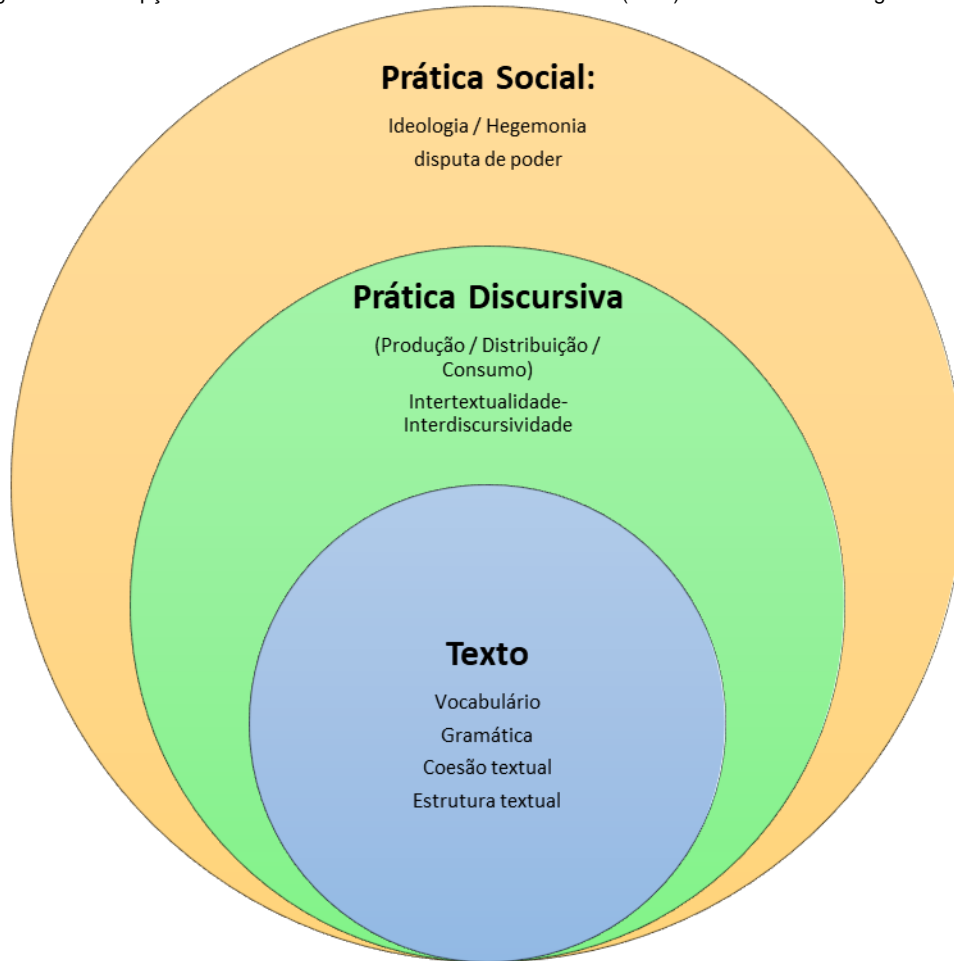 Prática Social:
Ideologia / Hegemonia
disputa de poder
Prática Discursiva
(Produção / Distribuição /
Consumo)
Intertextualidade-
Interdiscursividade
Texto
Vocabulário
Gramática
Coesão textual
Estrutura textual